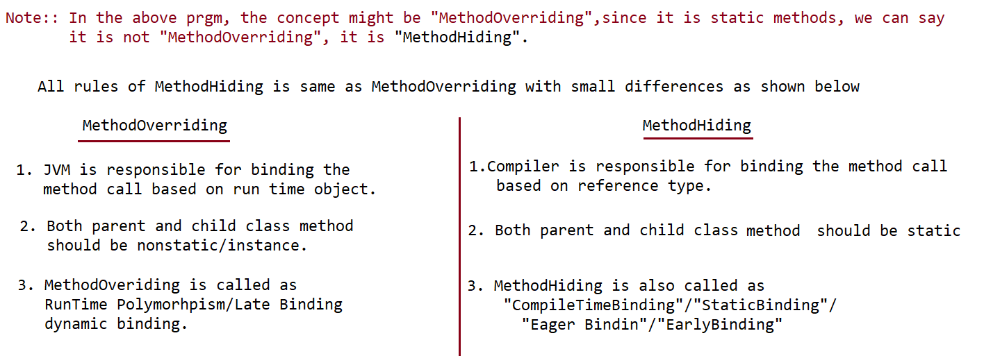 Note:: In the above prgm, the concept might be "MethodOverriding",since it is static methods, we can say
it is not "MethodOverriding", it is "MethodHiding".
All rules of MethodHiding is same as MethodOverriding with small differences as shown below
MethodOverriding
1. JVM is responsible for binding the
method call based on run time object.
2. Both parent and child class method
should be nonstatic/instance.
3. MethodOveriding is called as
RunTime Polymorhpism/Late Binding
dynamic binding.
MethodHiding
1.Compiler is responsible for binding the method call
based on reference type.
2. Both parent and child class method should be static
3. MethodHiding is also called as
"CompileTimeBinding"/"StaticBinding"/
"Eager Bindin"/"EarlyBinding"